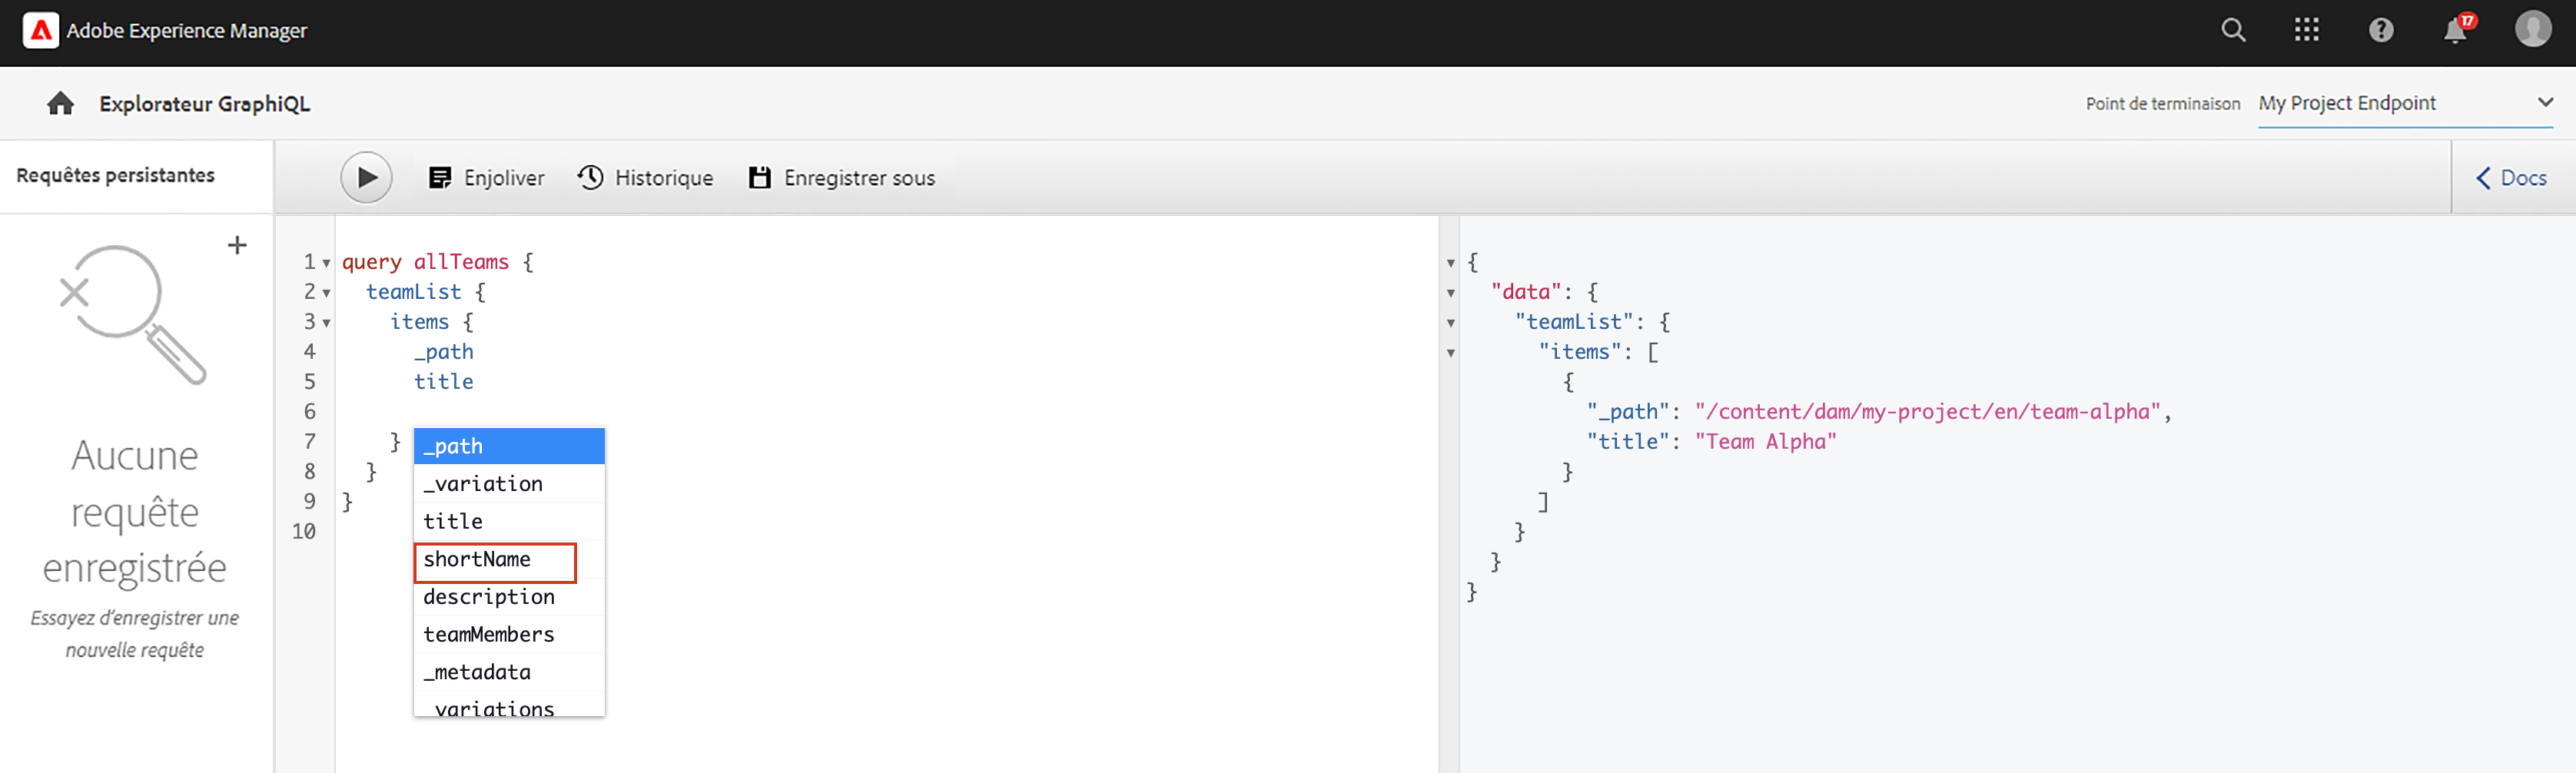 Adobe Experience Manager
17
Explorateur GraphiQL
Point de terminaison My Project Endpoint
Requêtes persistantes
Enjoliver Historique Enregistrer sous
Docs
Aucune
requête
enregistrée
Essayez d'enregistrer une
nouvelle requête
1 query allTeams {
2 teamList {
3 items {
4 _path
5 title
6
7 }
8 }
9 }
10
_path
_variation
title
shortName
description
teamMembers
_metadata
_variations
{
"data": {
"teamList": {
"items": [
{
"_path": "/content/dam/my-project/en/team-alpha",
"title": "Team Alpha"
}
]
}
}
}